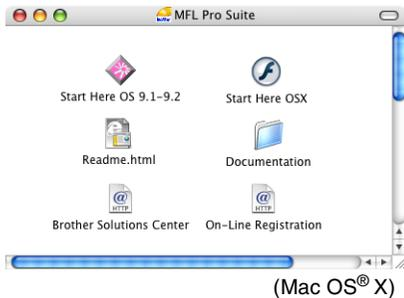 MFL Pro Suite
Start Here OS 9.1-9.2 Start Here OSX
Readme.html Documentation
HTTP HTTP
Brother Solutions Center On-Line Registration
(Mac OS® X)